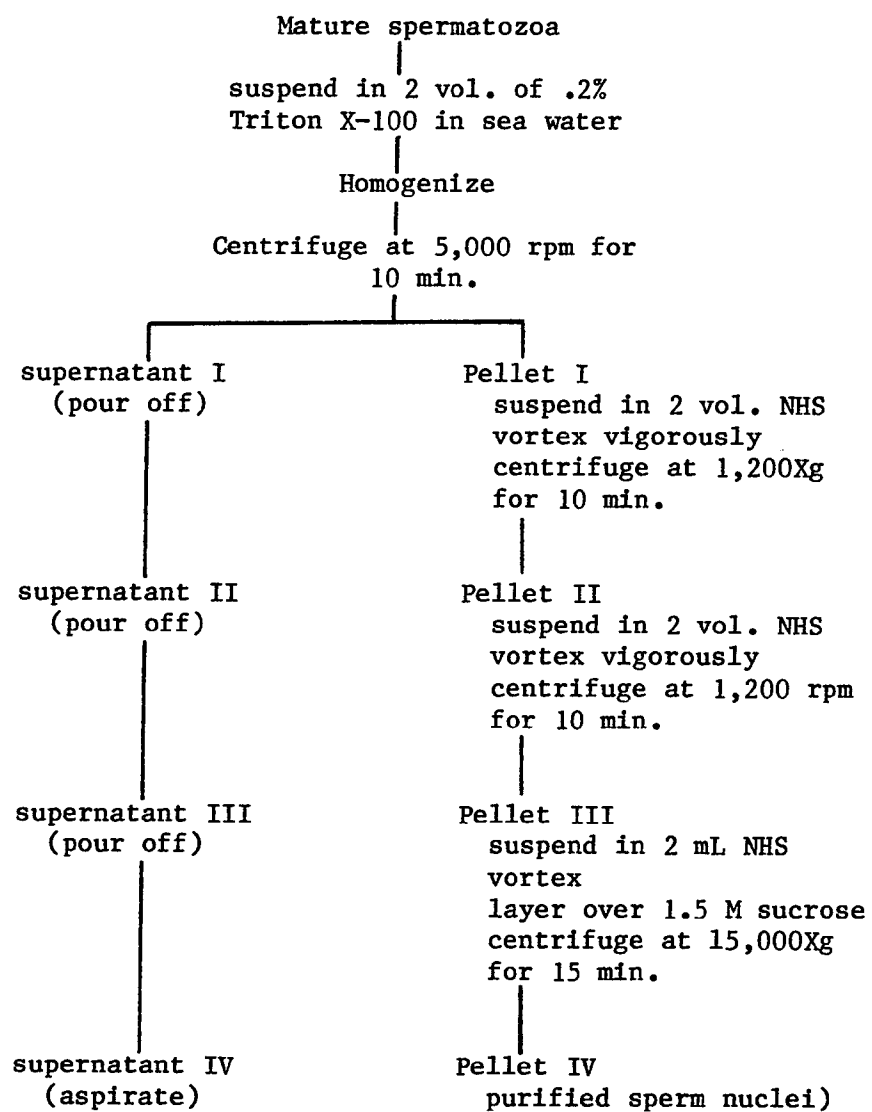 Mature spermatozoa
suspend in 2 vol. of .2%
Triton X-100 in sea water
Homogenize
Centrifuge at 5,000 rpm for
10 min.
supernatant I
(pour off)
Pellet I
suspend in 2 vol. NHS
vortex vigorously
centrifuge at 1,200Xg
for 10 min.
supernatant II
(pour off)
Pellet II
suspend in 2 vol. NHS
vortex vigorously
centrifuge at 1,200 rpm
for 10 min.
supernatant III
(pour off)
Pellet III
suspend in 2 mL NHS
vortex
layer over 1.5 M sucrose
centrifuge at 15,000Xg
for 15 min.
supernatant IV
(aspirate)
Pellet IV
purified sperm nuclei)